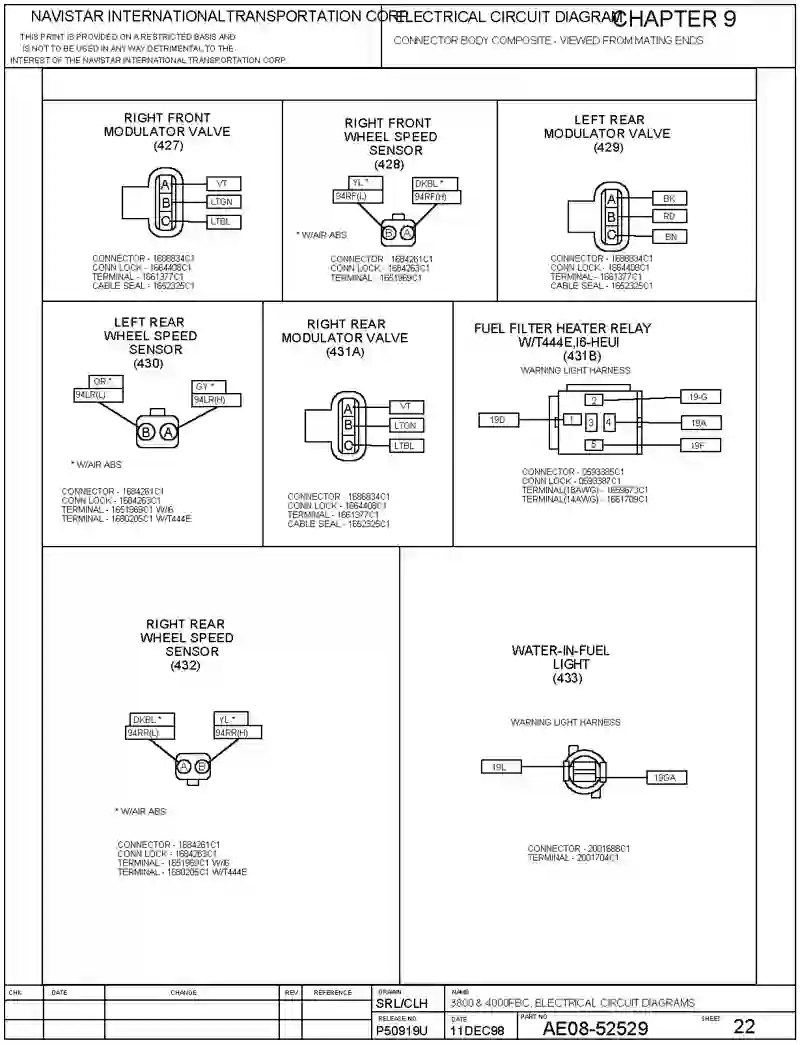 NAVISTAR INTERNATIONAL TRANSPORTATION CORP.
THIS PRINT IS PROVIDED ON A RESTRICTED BASIS AND
IS NOT TO BE USED IN ANY WAY DETRIMENTAL TO THE
INTEREST OF THE NAVISTAR INTERNATIONAL TRANSPORTATION CORP
ELECTRICAL CIRCUIT DIAGRAM
CHAPTER 9
CONNECTOR BODY COMPOSITE - VIEWED FROM MATING ENDS
RIGHT FRONT
MODULATOR VALVE
(427)
A
B
C
VT
LTGN
LTBL
CONNECTOR - 1686834C1
CONN LOCK - 1664408C1
TERMINAL - 1661377C1
CABLE SEAL - 1652325C1
RIGHT FRONT
WHEEL SPEED
SENSOR
(428)
YL *
94RF(L)
DKBL *
94RF(H)
* W/AIR ABS
B A
CONNECTOR 1684261C1
CONN LOCK - 1684263C1
TERMINAL - 1651969C1
LEFT REAR
MODULATOR VALVE
(429)
A
B
C
BK
RD
BN
CONNECTOR - 1686834C1
CONN LOCK - 1664408C1
TERMINAL - 1661377C1
CABLE SEAL - 1652325C1
LEFT REAR
WHEEL SPEED
SENSOR
(430)
OR *
94LR(L)
GY *
94LR(H)
B A
* W/AIR ABS
CONNECTOR - 1684261C1
CONN LOCK - 1684263C1
TERMINAL - 1651969C1 W/I6
TERMINAL - 1680205C1 W/T444E
RIGHT REAR
MODULATOR VALVE
(431A)
A
B
C
VT
LTGN
LTBL
CONNECTOR - 1686834C1
CONN LOCK - 1664408C1
TERMINAL - 1661377C1
CABLE SEAL - 1652325C1
FUEL FILTER HEATER RELAY
W/T444E,I6-HEUI
(431B)
WARNING LIGHT HARNESS
19D
2
1 3 4
5
19-G
19A
19F
CONNECTOR - 0593385C1
CONN LOCK - 0593387C1
TERMINAL(18AWG) - 1659673C1
TERMINAL(14AWG) - 1661709C1
RIGHT REAR
WHEEL SPEED
SENSOR
(432)
DKBL *
94RR(L)
YL *
94RR(H)
A B
* W/AIR ABS
CONNECTOR - 1684261C1
CONN LOCK - 1684263C1
TERMINAL - 1651969C1 W/I6
TERMINAL - 1680205C1 W/T444E
WATER-IN-FUEL
LIGHT
(433)
WARNING LIGHT HARNESS
19L
19GA
CONNECTOR - 2001688C1
TERMINAL - 2001704C1
CHK
DATE
CHANGE
REV
REFERENCE
DRAWN
SRL/CLH
NAME
3800 & 4000FBC, ELECTRICAL CIRCUIT DIAGRAMS
RELEASE NO.
P50919U
DATE
11DEC98
PART NO
AE08-52529
SHEET
22